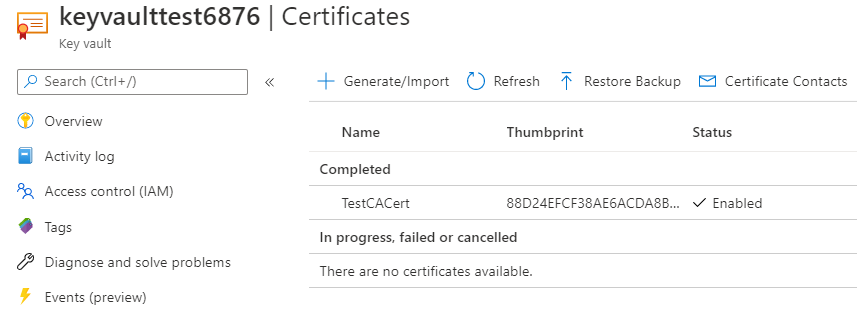 keyvaulttest6876 | Certificates
Key vault
Search (Ctrl+/)
«
Generate/Import
Refresh
Restore Backup
Certificate Contacts
Overview
Activity log
Access control (IAM)
Tags
Diagnose and solve problems
Events (preview)
Name Thumbprint Status
Completed
TestCACert 88D24EFCF38AE6ACDA8B... Enabled
In progress, failed or cancelled
There are no certificates available.